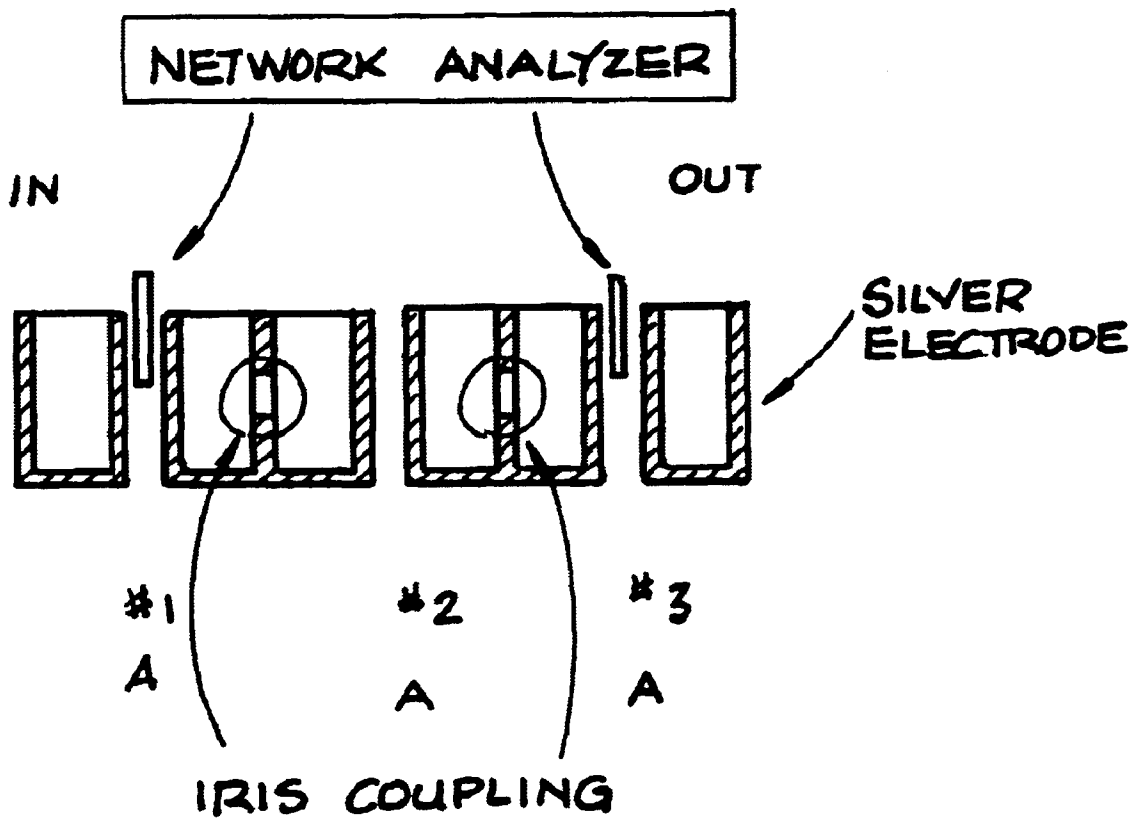 NETWORK ANALYZER
IN
OUT
SILVER
ELECTRODE
#1
#2
#3
A
A
A
IRIS COUPLING